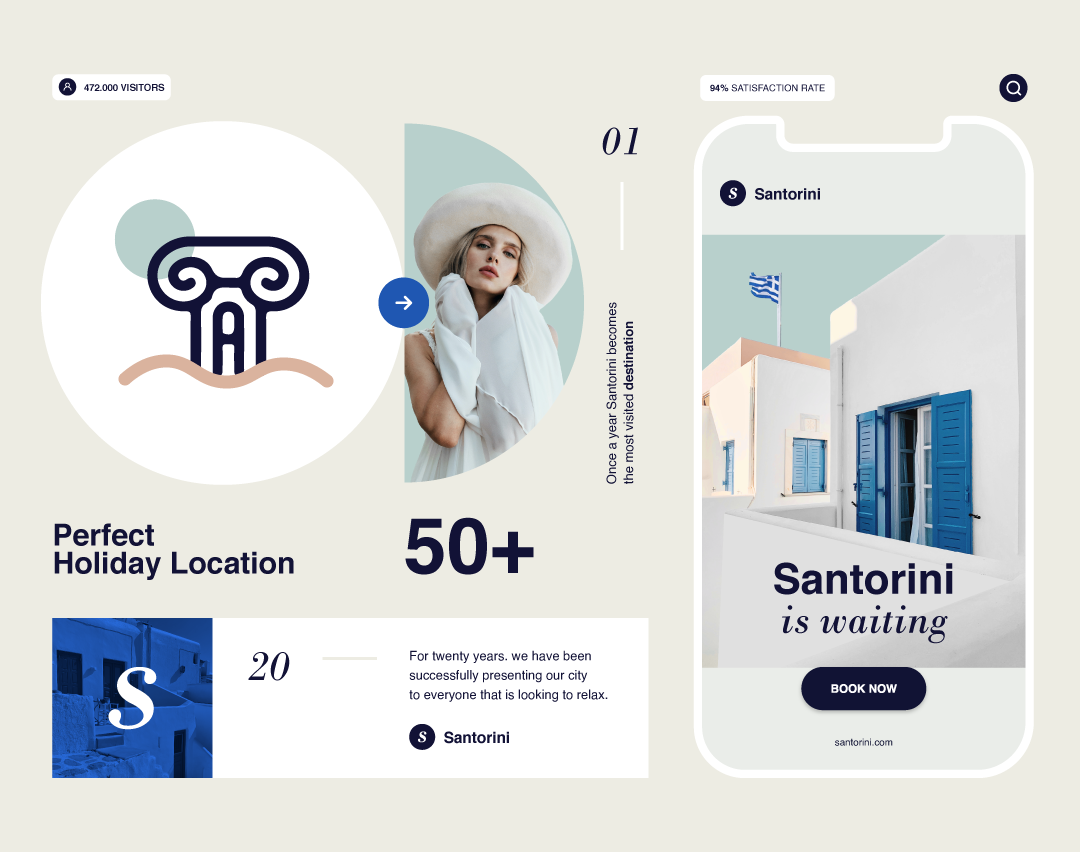 472.000 VISITORS
01
Once a year Santorini becomes
the most visited destination
Perfect
Holiday Location
50+
S
20
For twenty years. we have been
successfully presenting our city
to everyone that is looking to relax.
S Santorini
94% SATISFACTION RATE
S Santorini
Santorini
is waiting
BOOK NOW
santorini.com